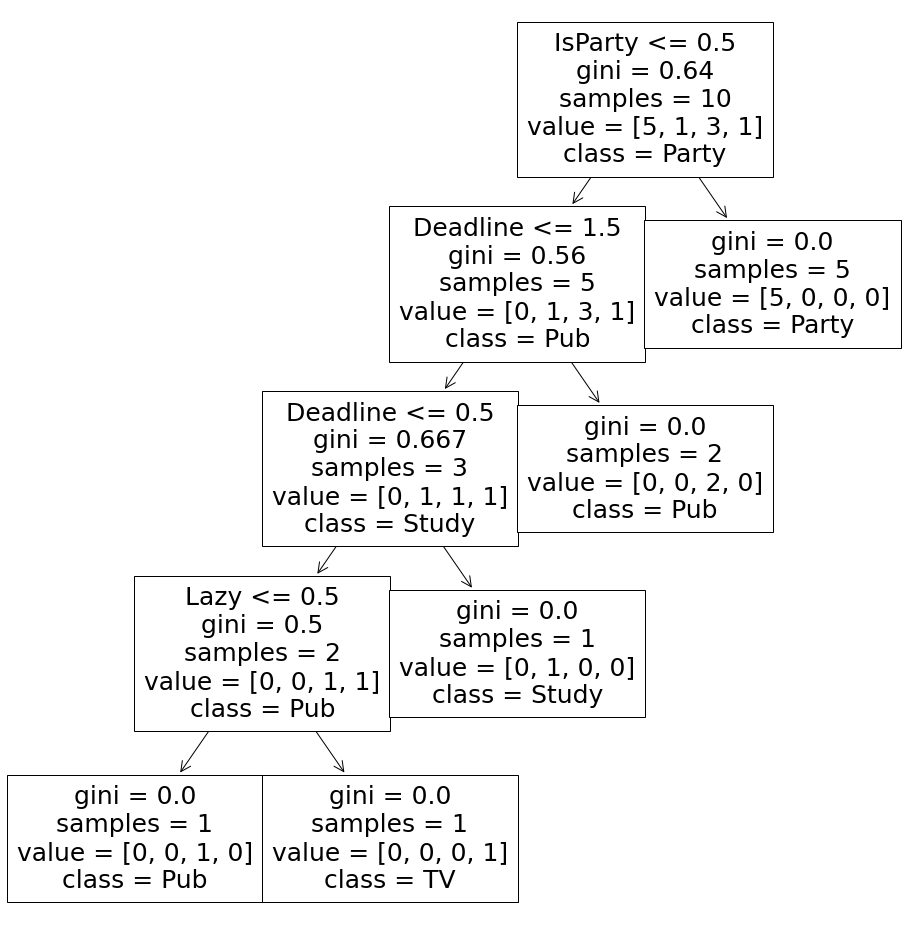 IsParty <= 0.5
gini = 0.64
samples = 10
value = [5, 1, 3, 1]
class = Party
Deadline <= 1.5
gini = 0.56
samples = 5
value = [0, 1, 3, 1]
class = Pub
gini = 0.0
samples = 5
value = [5, 0, 0, 0]
class = Party
Deadline <= 0.5
gini = 0.667
samples = 3
value = [0, 1, 1, 1]
class = Study
gini = 0.0
samples = 2
value = [0, 0, 2, 0]
class = Pub
Lazy <= 0.5
gini = 0.5
samples = 2
value = [0, 0, 1, 1]
class = Pub
gini = 0.0
samples = 1
value = [0, 1, 0, 0]
class = Study
gini = 0.0
samples = 1
value = [0, 0, 1, 0]
class = Pub
gini = 0.0
samples = 1
value = [0, 0, 0, 1]
class = TV